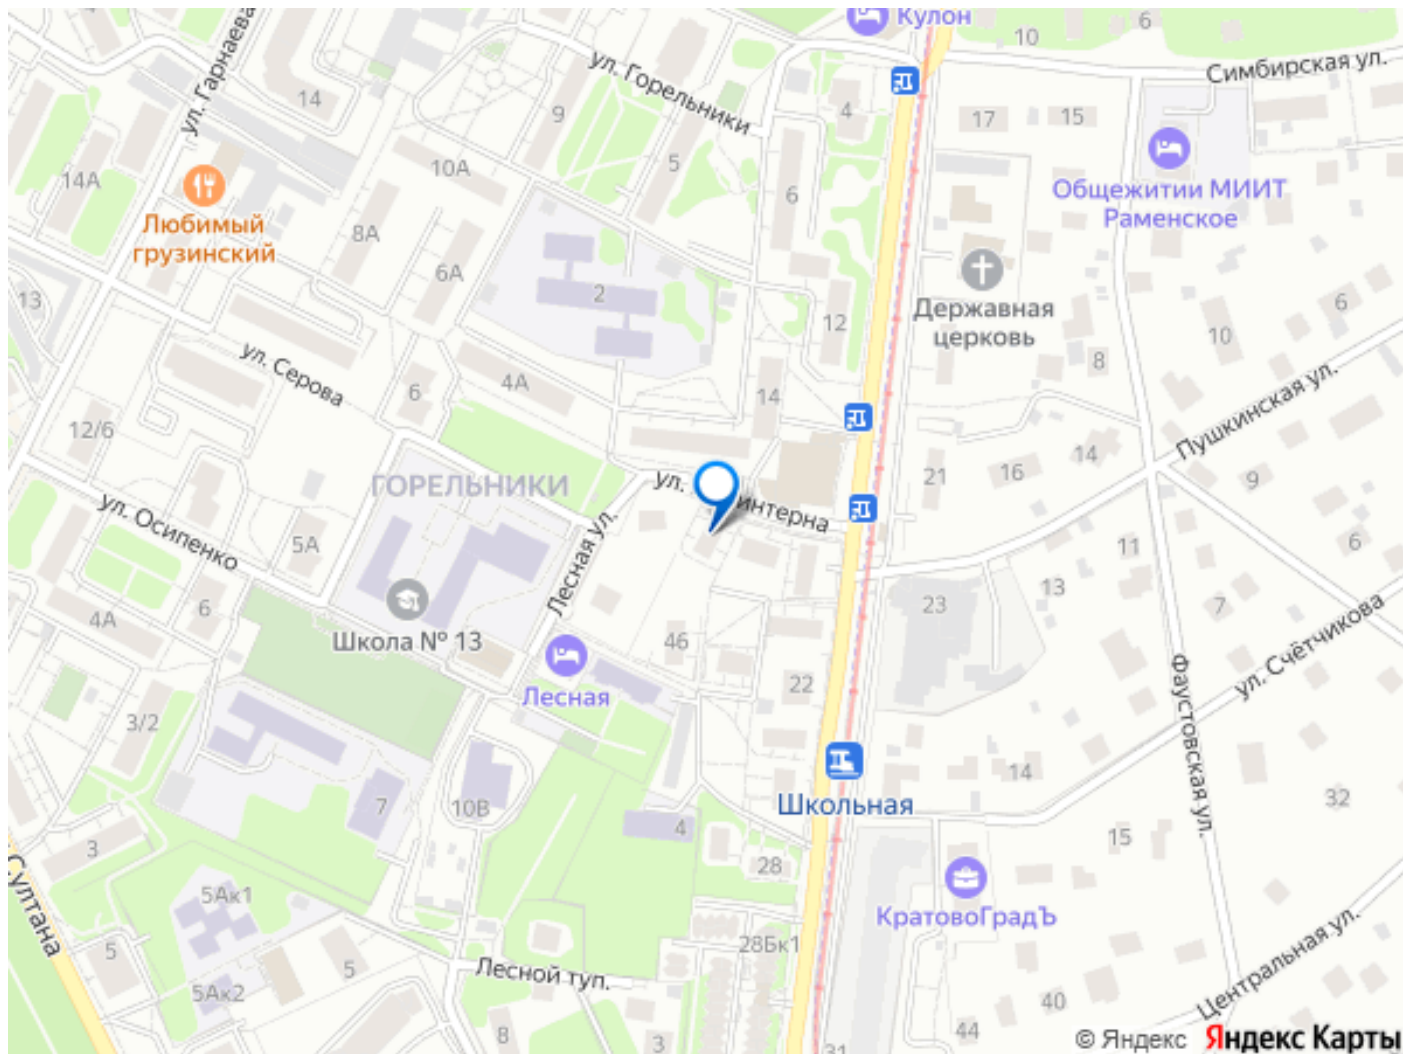 Кулон
6
10
ул. Гарнаева
ул. Горельники
Симбирская ул.
14
9
4
17
15
10А
5
14А
6
Общежитии МИИТ
Раменское
Любимый
грузинский
8А
6А
2
13
Державная
церковь
12
6
10
8
ул. Серова
6
4А
14
Пушкинская ул.
12/6
ГОРЕЛЬНИКИ
ул.
интерна
21
16
14
9
ул. Осипенко
5А
Лесная ул.
11
6
13
23
7
4А
6
Школа № 13
46
ул. Счётчикова
Лесная
22
3/2
Фаустовская ул.
14
7
10В
Школьная
32
4
15
3
28
Султана
5Ак1
КратовоГрадЪ
28Бк1
5
5
Лесной туп.
Центральная ул.
5Ак2
40
8
3
44
31
© Яндекс Яндекс Карты